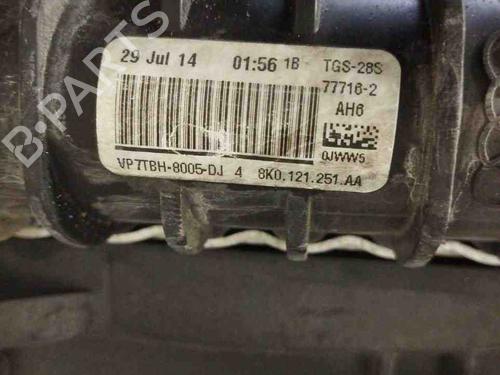 29 Jul 14 01:56 1B TGS-28S
77716-2
AH6
0JWW5
VP7TBH-8005-DJ 4 8K0.121.251.AA
B-PARTS